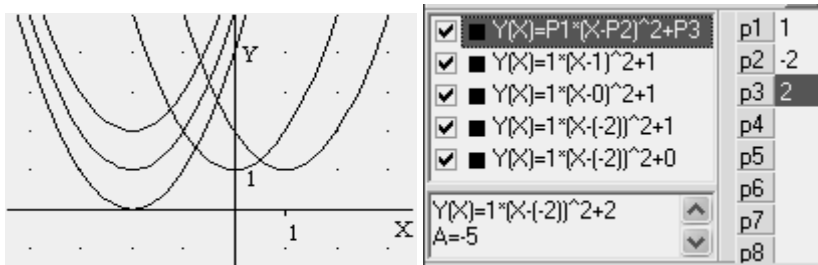 Y
1
1
X
Y(X)=P1*(X-P2)^2+P3
Y(X)=1*(X-1)^2+1
Y(X)=1*(X-0)^2+1
Y(X)=1*(X-(-2))^2+1
Y(X)=1*(X-(-2))^2+0
Y(X)=1*(X-(-2))^2+2
A=-5
p1 1
p2 -2
p3 2
p4
p5
p6
p7
p8